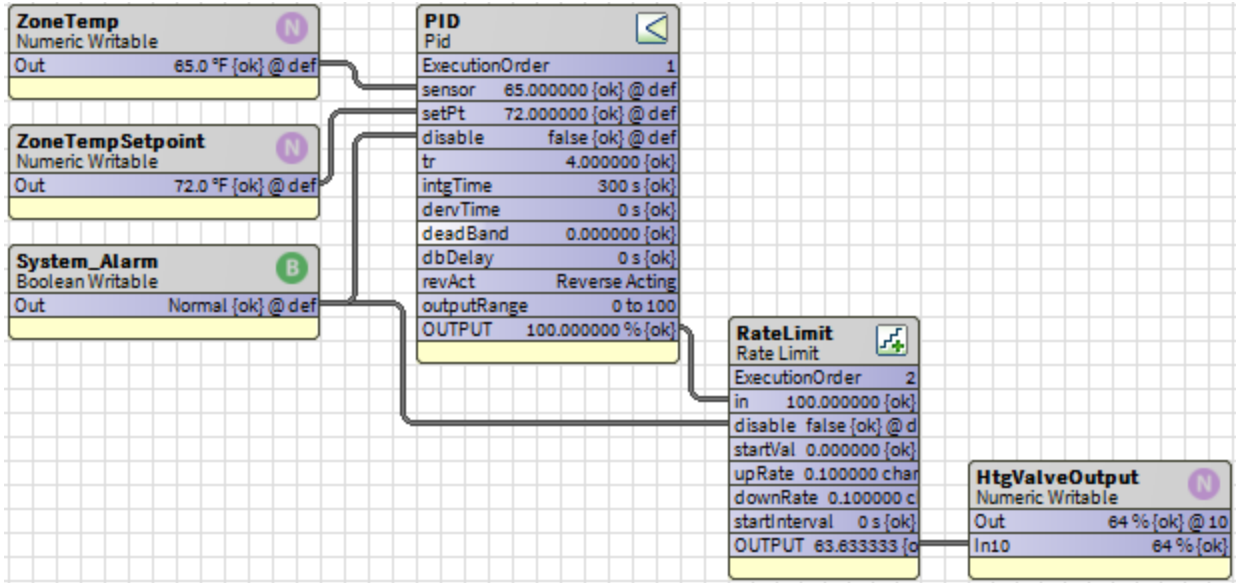 ZoneTemp
Numeric Writable
N
Out 65.0 °F {ok} @ def
ZoneTempSetpoint
Numeric Writable
N
Out 72.0 °F {ok} @ def
System_Alarm
Boolean Writable
B
Out Normal {ok} @ def
PID
Pid
ExecutionOrder 1
sensor 65.000000 {ok} @ def
setPt 72.000000 {ok} @ def
disable false {ok} @ def
tr 4.000000 {ok}
intgTime 300 s {ok}
dervTime 0 s {ok}
deadBand 0.000000 {ok}
dbDelay 0 s {ok}
revAct Reverse Acting
outputRange 0 to 100
OUTPUT 100.000000 % {ok}
RateLimit
Rate Limit
ExecutionOrder 2
in 100.000000 {ok}
disable false {ok} @ d
startVal 0.000000 {ok}
upRate 0.100000 char
downRate 0.100000 c
startInterval 0 s {ok}
OUTPUT 63.633333 {o
HtgValveOutput
Numeric Writable
N
Out 64 % {ok} @ 10
In10 64 % {ok}